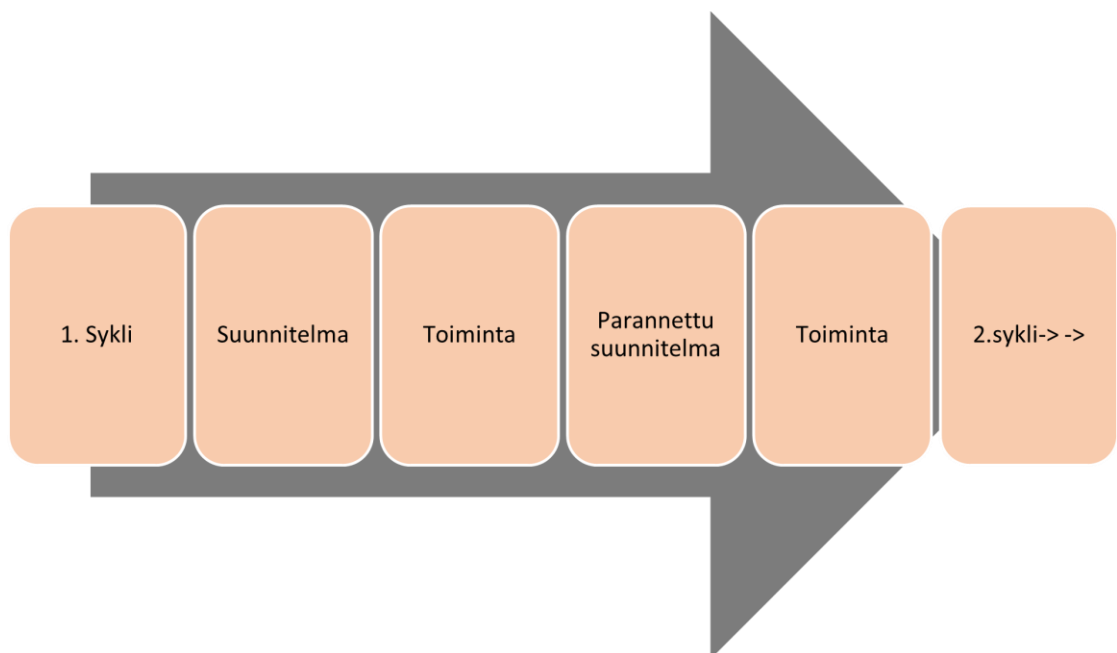 1. Sykli
Suunnitelma
Toiminta
Parannettu
suunnitelma
Toiminta
2.sykli-> ->